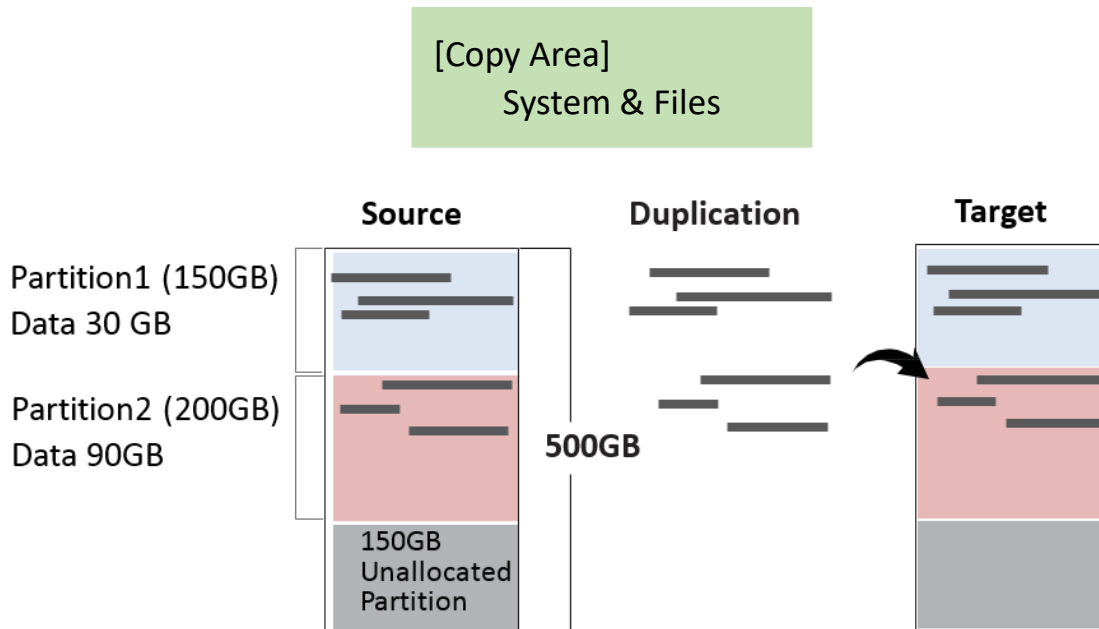 [Copy Area]
System & Files
Source
Duplication
Target
Partition1 (150GB)
Data 30 GB
Partition2 (200GB)
Data 90GB
500GB
150GB
Unallocated
Partition